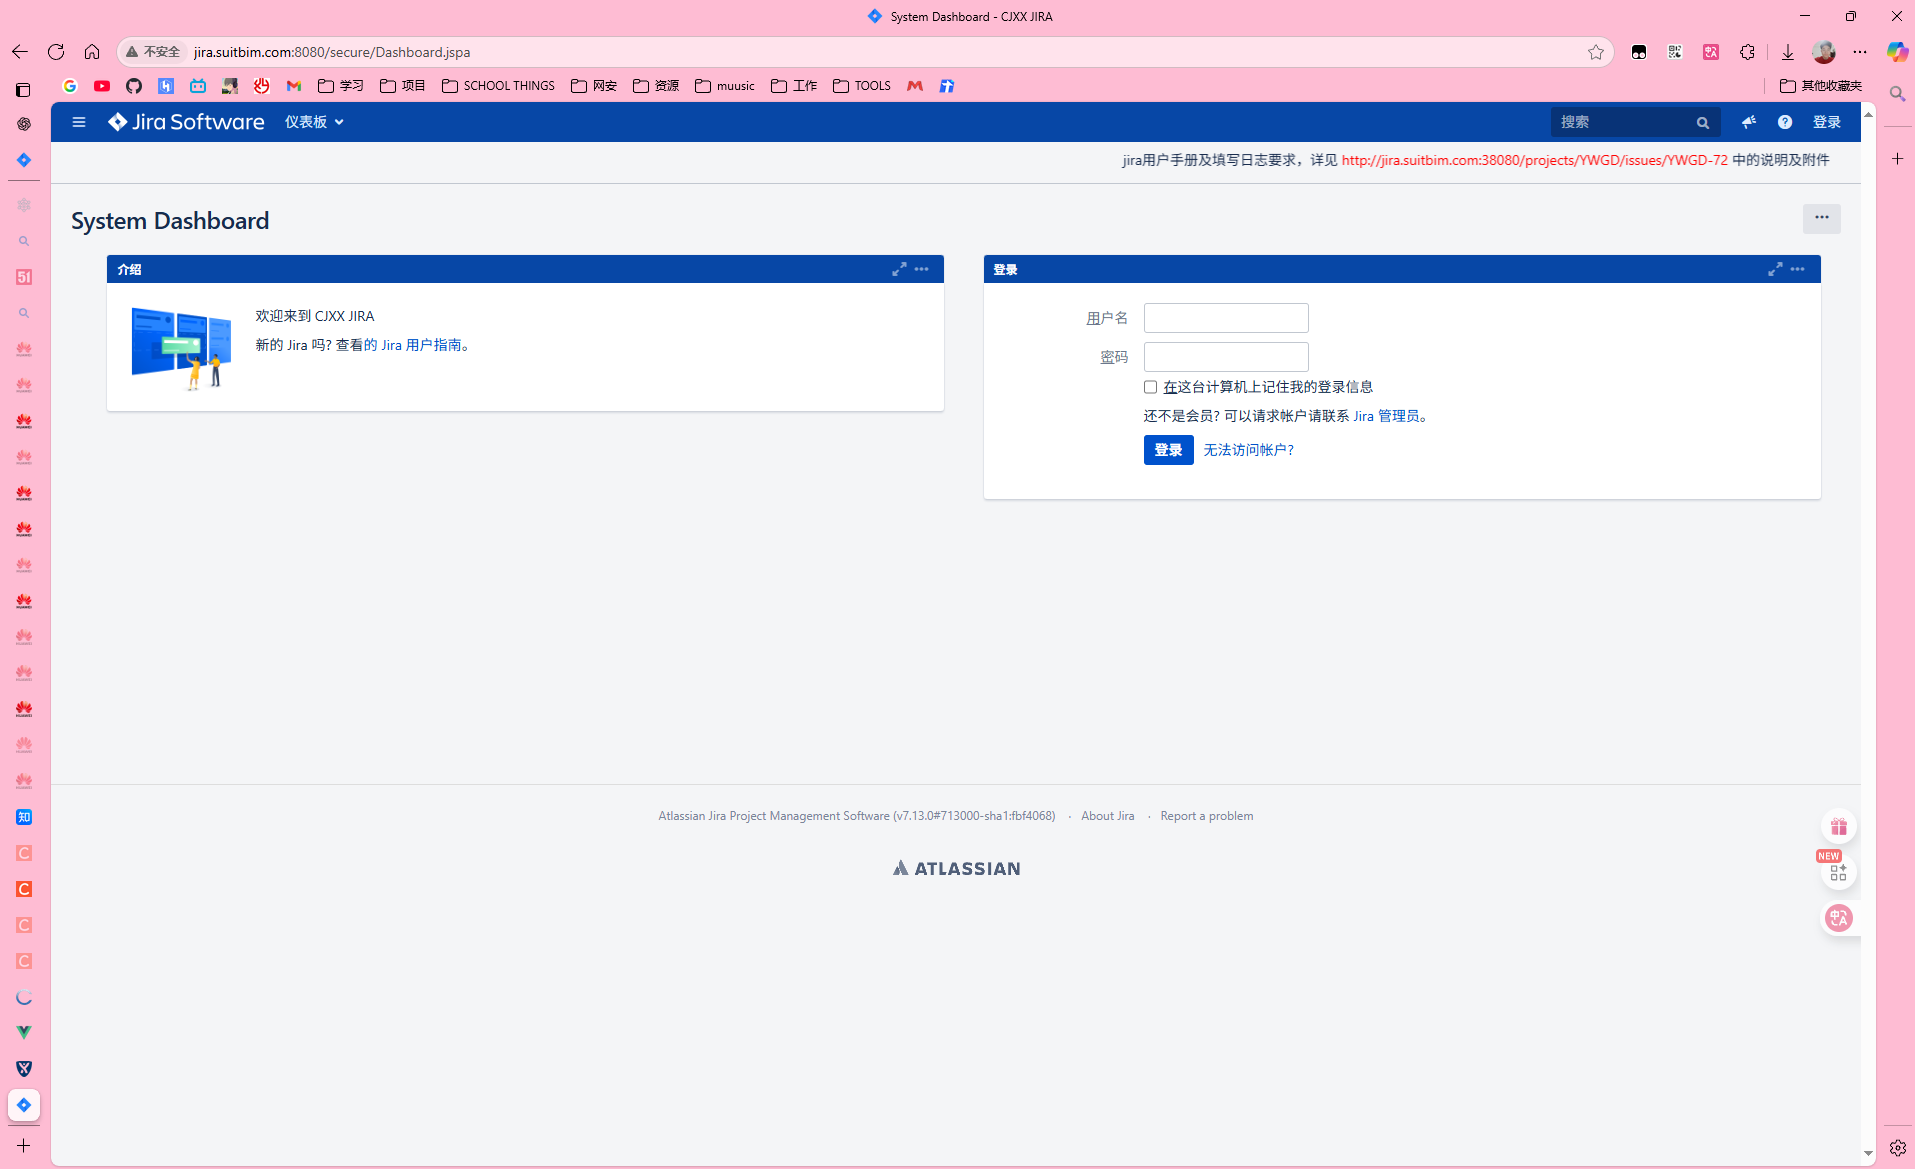 System Dashboard - CJXX JIRA
不安全 jira.suitbim.com:8080/secure/Dashboard.jspa
学习 项目 SCHOOL THINGS 网安 资源 muusic 工作 TOOLS 其他收藏夹
Jira Software 仪表板 搜索 登录
jira用户手册及填写日志要求，详见 http://jira.suitbim.com:38080/projects/YWGD/issues/YWGD-72 中的说明及附件
System Dashboard
介绍
欢迎来到 CJXX JIRA
新的 Jira 吗? 查看的 Jira 用户指南。
登录
用户名
密码
在这台计算机上记住我的登录信息
还不是会员? 可以请求帐户请联系 Jira 管理员。
登录 无法访问帐户?
Atlassian Jira Project Management Software (v7.13.0#713000-sha1:fbf4068) · About Jira · Report a problem
ATLASSIAN
NEW